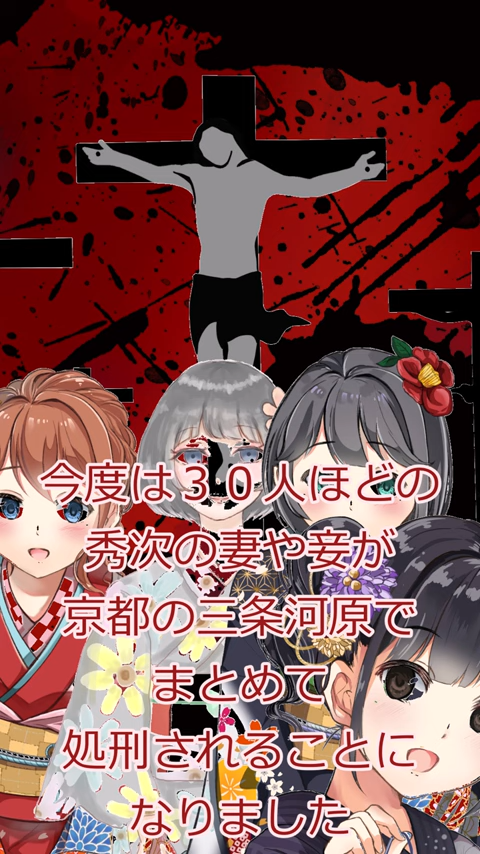 今度は３０人ほどの
秀次の妻や妾が
京都の三条河原で
まとめて
処刑されることに
なりました